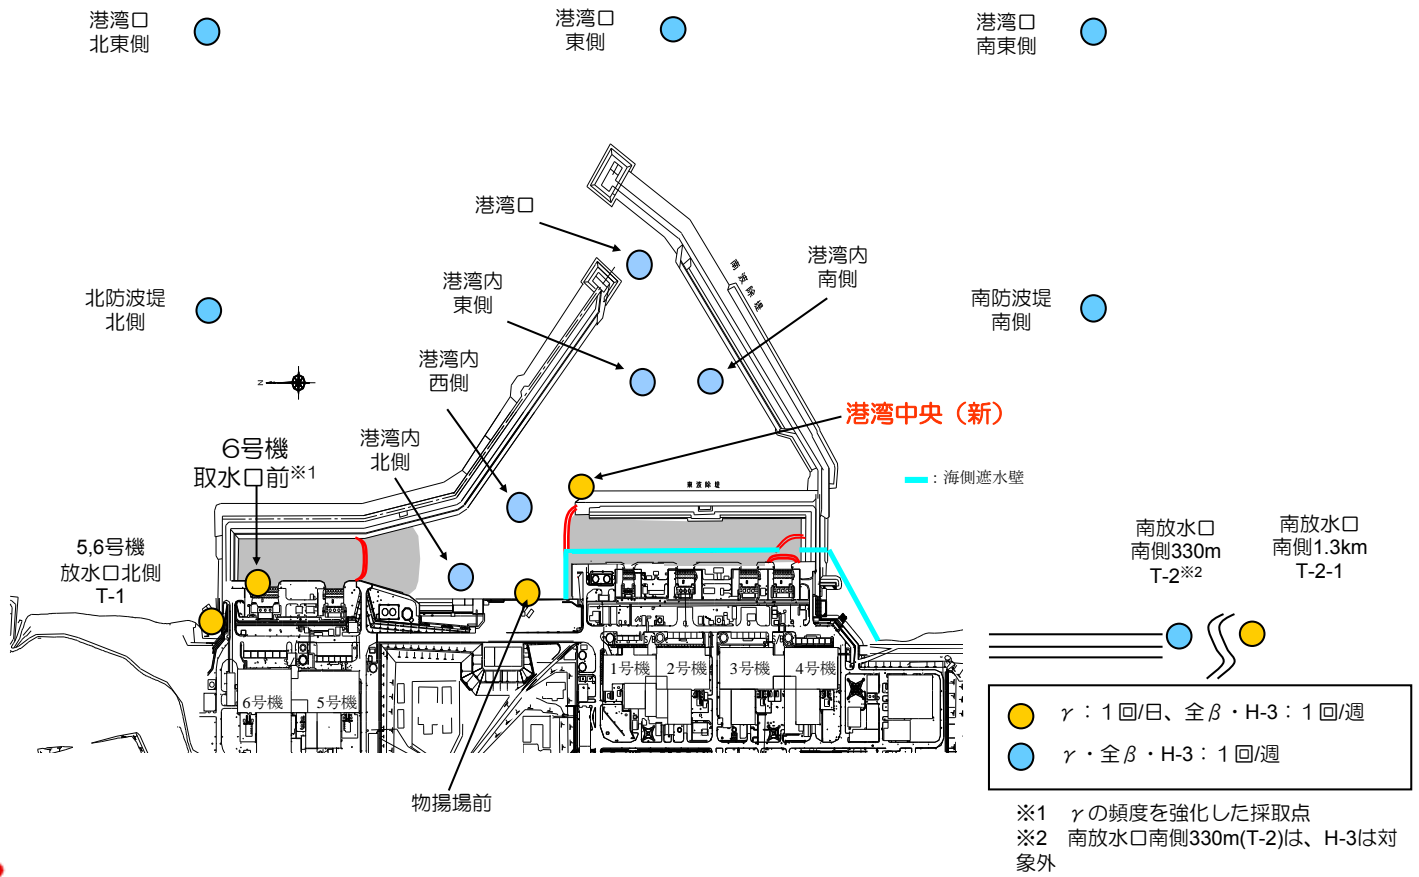 港湾口
北東側
港湾口
東側
港湾口
南東側
港湾口
港湾内
南側
南波除堤
港湾内
東側
北防波堤
北側
南防波堤
南側
港湾内
西側
N
港湾中央（新）
6号機
取水口前※1
港湾内
北側
：海側遮水壁
東波除堤
5,6号機
放水口北側
T-1
南放水口
南側330m
T-2※2
南放水口
南側1.3km
T-2-1
1号機
2号機
3号機
4号機
6号機
5号機
物揚場前
γ：1回/日、全β・H-3：1回/週
γ・全β・H-3：1回/週
※1　γの頻度を強化した採取点
※2　南放水口南側330m(T-2)は、H-3は対
象外